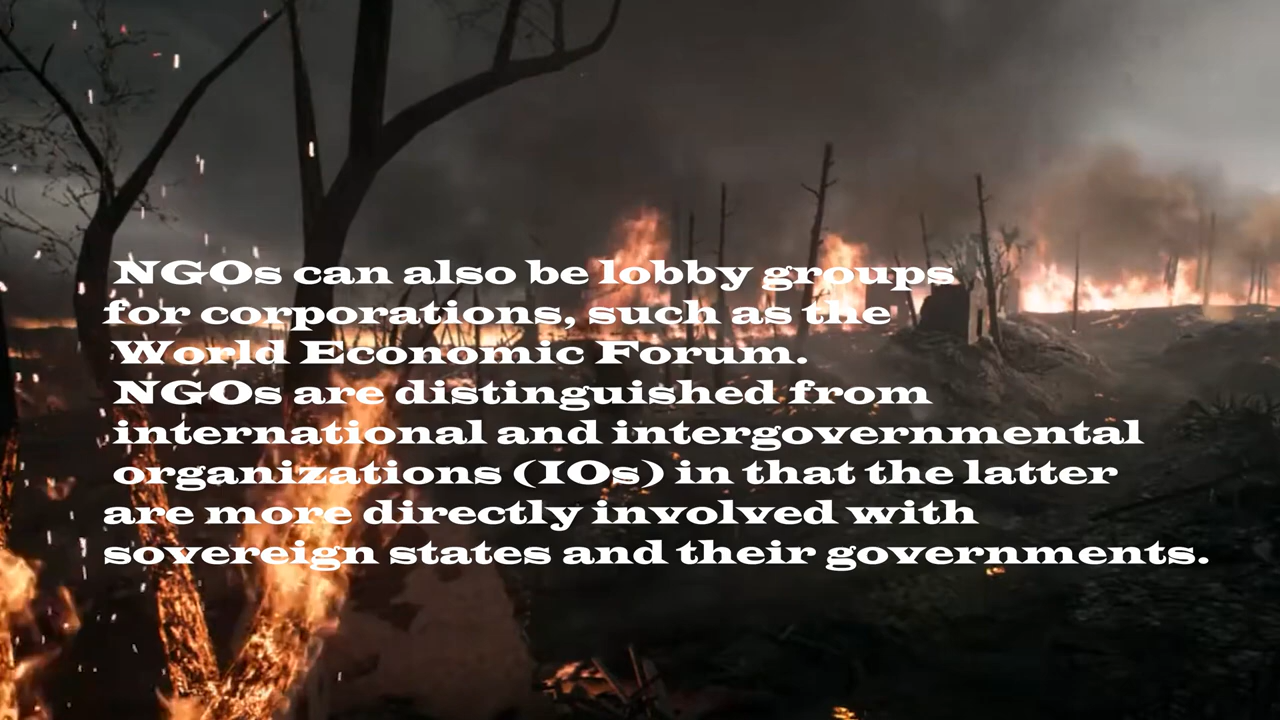 NGOs can also be lobby groups
for corporations, such as the
World Economic Forum.
NGOs are distinguished from
international and intergovernmental
organizations (IOs) in that the latter
are more directly involved with
sovereign states and their governments.